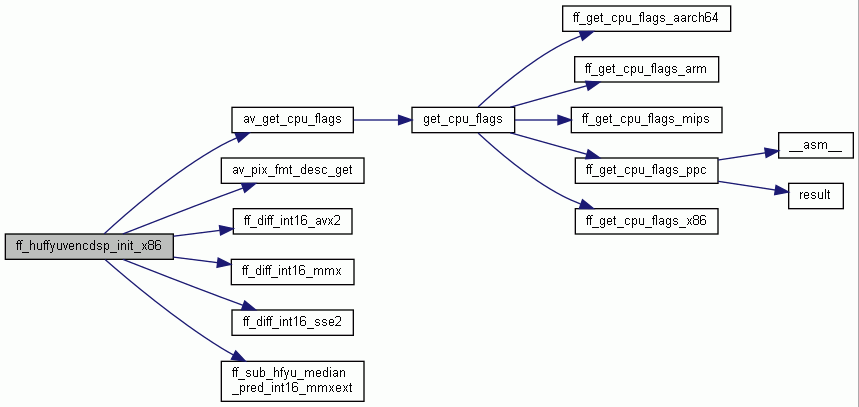 ff_huffyuvencdsp_init_x86
av_get_cpu_flags
av_pix_fmt_desc_get
ff_diff_int16_avx2
ff_diff_int16_mmx
ff_diff_int16_sse2
ff_sub_hfyu_median
_pred_int16_mmxext
get_cpu_flags
ff_get_cpu_flags_aarch64
ff_get_cpu_flags_arm
ff_get_cpu_flags_mips
ff_get_cpu_flags_ppc
ff_get_cpu_flags_x86
__asm__
result